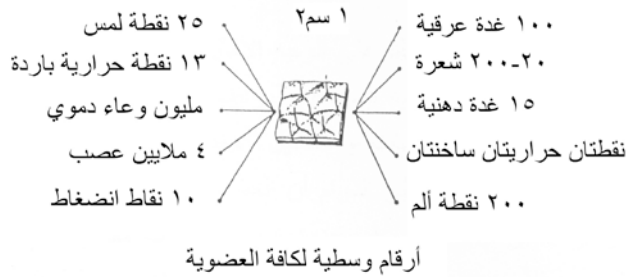 ١ سم٢
١٠٠ غدة عرقية
٢٠-٢٠٠ شعرة
١٥ غدة دهنية
نقطتان حراريتان ساخنتان
٢٠٠ نقطة ألم
٢٥ نقطة لمس
١٣ نقطة حرارية باردة
مليون وعاء دموي
٤ ملايين عصب
١٠ نقاط انضغاط
أرقام وسطية لكافة العضوية